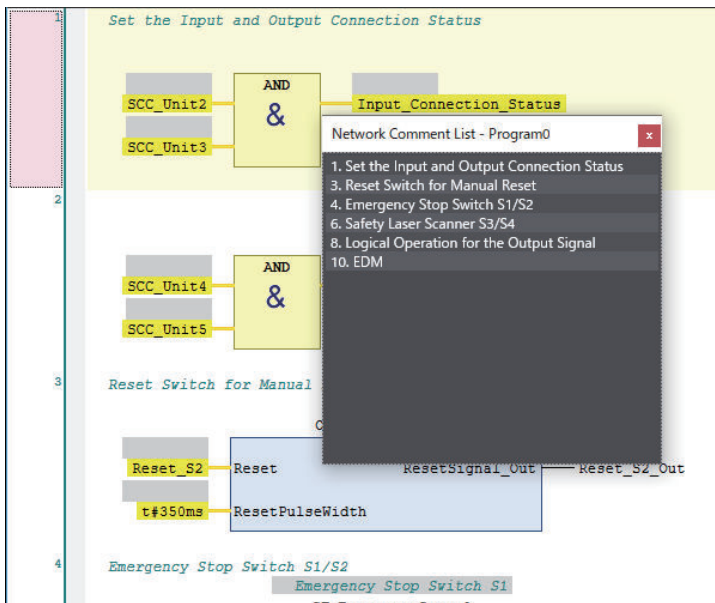 1
Set the Input and Output Connection Status
AND
&
SCC_Unit2
Input_Connection_Status
SCC_Unit3
Network Comment List - Program0
x
1. Set the Input and Output Connection Status
3. Reset Switch for Manual Reset
4. Emergency Stop Switch S1/S2
6. Safety Laser Scanner S3/S4
8. Logical Operation for the Output Signal
10. EDM
2
AND
&
SCC_Unit4
SCC_Unit5
3
Reset Switch for Manual
Reset_S2
Reset
ResetSignal_Out
Reset_S2_Out
t#350ms
ResetPulseWidth
4
Emergency Stop Switch S1/S2
Emergency Stop Switch S1